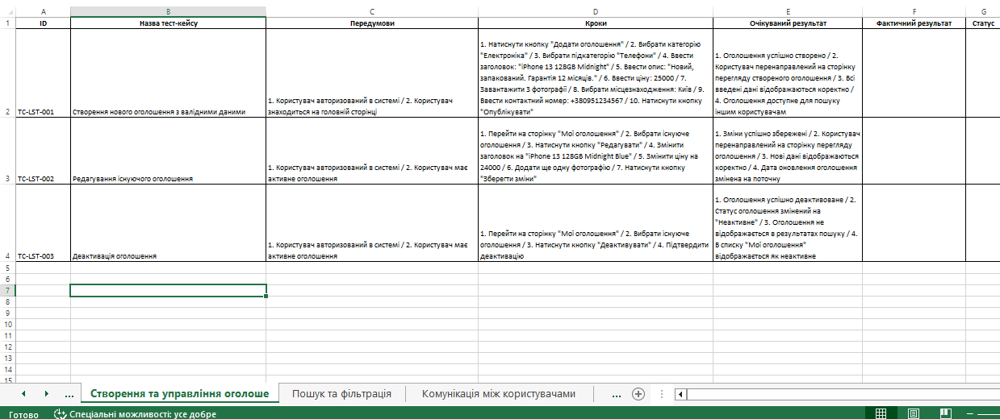 A B C D E F G
1 ID Назва тест-кейсу Передумови Кроки Очікуваний результат Фактичний результат Статус
1. Натиснути кнопку "Додати оголошення" / 2. Вибрати категорію
"Електроніка" / 3. Вибрати підкатегорію "Телефони" / 4. Ввести
заголовок: "iPhone 13 128GB Midnight" / 5. Ввести опис: "Новий,
запакований. Гарантія 12 місяців." / 6. Ввести ціну: 25000 / 7.
Завантажити 3 фотографії / 8. Вибрати місцезнаходження: Київ / 9.
Ввести контактний номер: +380951234567 / 10. Натиснути кнопку
"Опублікувати"
1. Оголошення успішно створено / 2.
Користувач перенаправлений на сторінку
перегляду створеного оголошення / 3. Всі
введені дані відображаються коректно /
4. Оголошення доступне для пошуку
іншим користувачам
1. Користувач авторизований в системі / 2. Користувач
знаходиться на головній сторінці
2 TC-LST-001 Створення нового оголошення з валідними даними
1. Перейти на сторінку "Мої оголошення" / 2. Вибрати існуюче
оголошення / 3. Натиснути кнопку "Редагувати" / 4. Змінити
заголовок на "iPhone 13 128GB Midnight Blue" / 5. Змінити ціну на
24000 / 6. Додати ще одну фотографію / 7. Натиснути кнопку
"Зберегти зміни"
1. Зміни успішно збережені / 2. Користувач
перенаправлений на сторінку перегляду
оголошення / 3. Нові дані відображаються
коректно / 4. Дата оновлення оголошення
змінена на поточну
1. Користувач авторизований в системі / 2. Користувач має
активне оголошення
3 TC-LST-002 Редагування існуючого оголошення
1. Перейти на сторінку "Мої оголошення" / 2. Вибрати існуюче
оголошення / 3. Натиснути кнопку "Деактивувати" / 4. Підтвердити
деактивацію
1. Оголошення успішно деактивоване / 2.
Статус оголошення змінений на
"Неактивне" / 3. Оголошення не
відображається в результатах пошуку / 4.
В списку "Мої оголошення"
відображається як неактивне
1. Користувач авторизований в системі / 2. Користувач має
активне оголошення
4 TC-LST-003 Деактивація оголошення
5
6
7
8
9
10
11
12
13
14
15
... Створення та управління оголоше Пошук та фільтрація Комунікація між користувачами ...
Готово Спеціальні можливості: усе добре